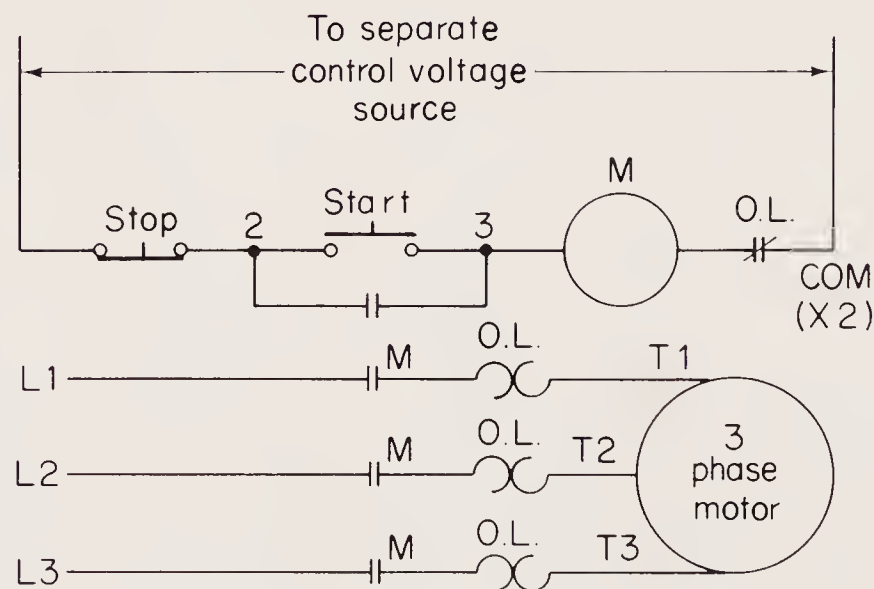 To separate
control voltage
source
M
Stop
2
Start
3
O.L.
COM
(X2)
L1
M
O.L.
T1
L2
M
O.L.
T2
3
phase
motor
L3
M
O.L.
T3